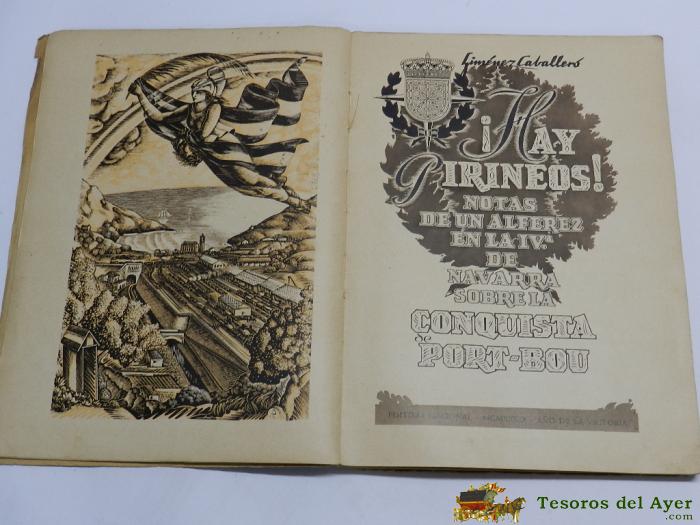 Giménez Caballero
¡HAY
PIRINEOS!
NOTAS
DE UN ALFEREZ
EN LA IV.ª
DE
NAVARRA
SOBRE LA
CONQUISTA
DE
PORT-BOU
EDITORA NACIONAL - MCMXXXIX - AÑO DE LA VICTORIA
Tesoros del Ayer
.com